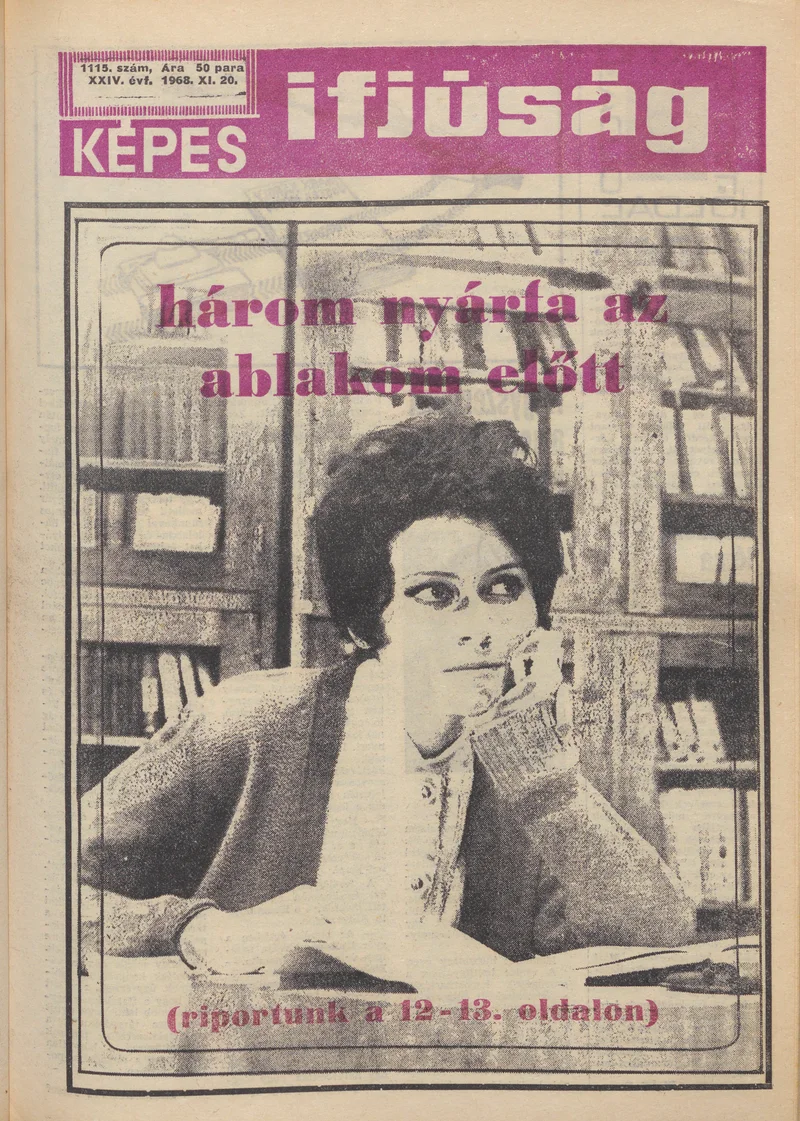 1115. szám, Ára 50 para
XXIV. évf. 1968. XI. 20.
KÉPES
ifjúság
három nyárfa az
ablakom előtt
(riportunk a 12-13. oldalon)